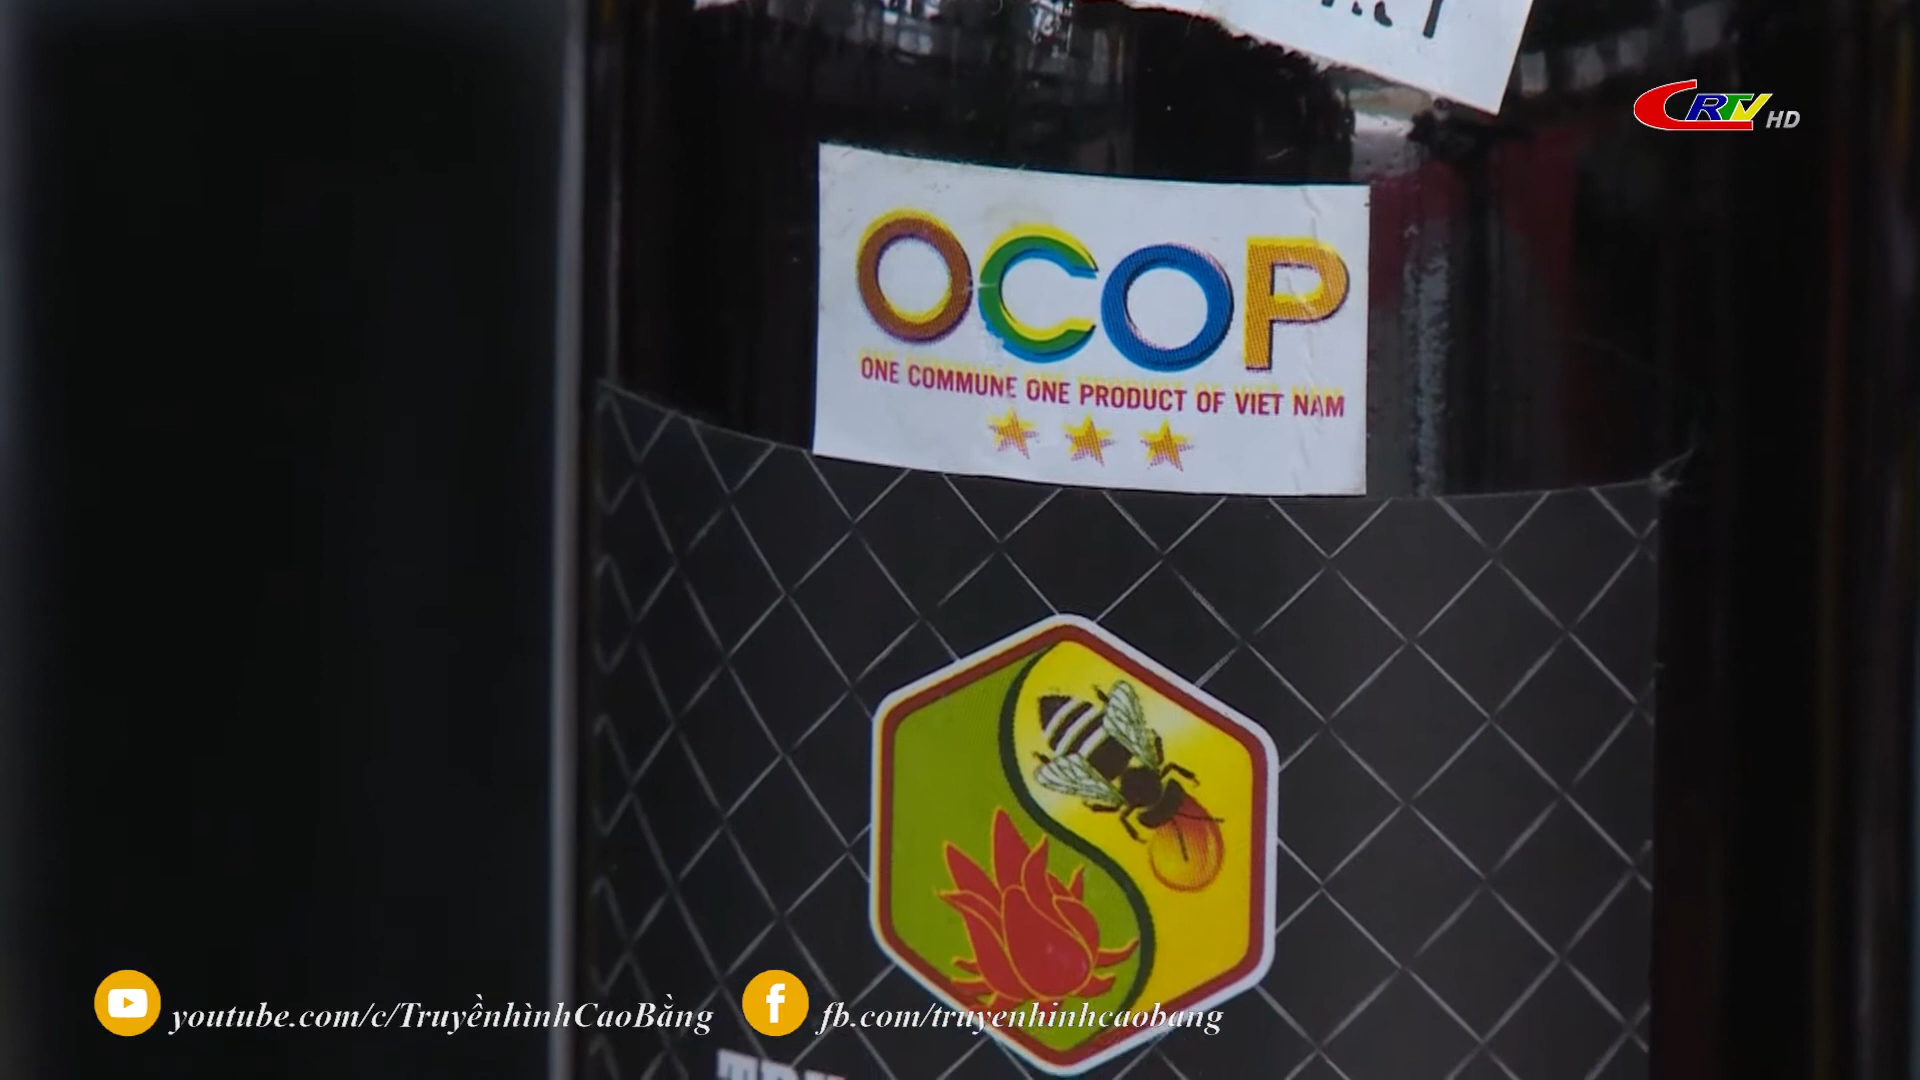 CRTV HD
OCOP
ONE COMMUNE ONE PRODUCT OF VIET NAM
youtube.com/c/TruyềnhìnhCaoBằng
fb.com/truyenhinhcaobang